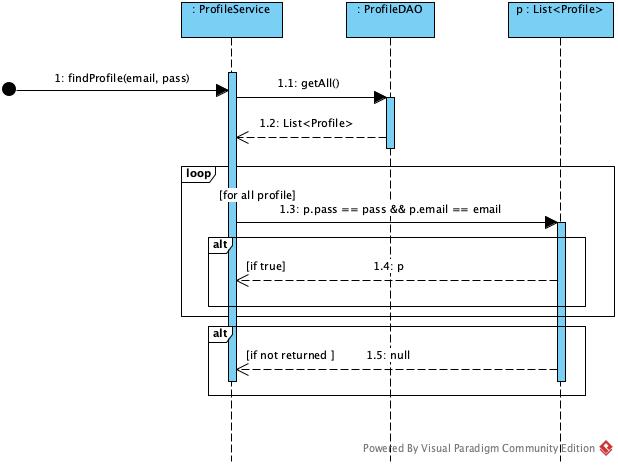 : ProfileService
: ProfileDAO
p : List<Profile>
1: findProfile(email, pass)
1.1: getAll()
1.2: List<Profile>
loop
[for all profile]
1.3: p.pass == pass && p.email == email
alt
[if true]
1.4: p
alt
[if not returned ]
1.5: null
Powered By Visual Paradigm Community Edition